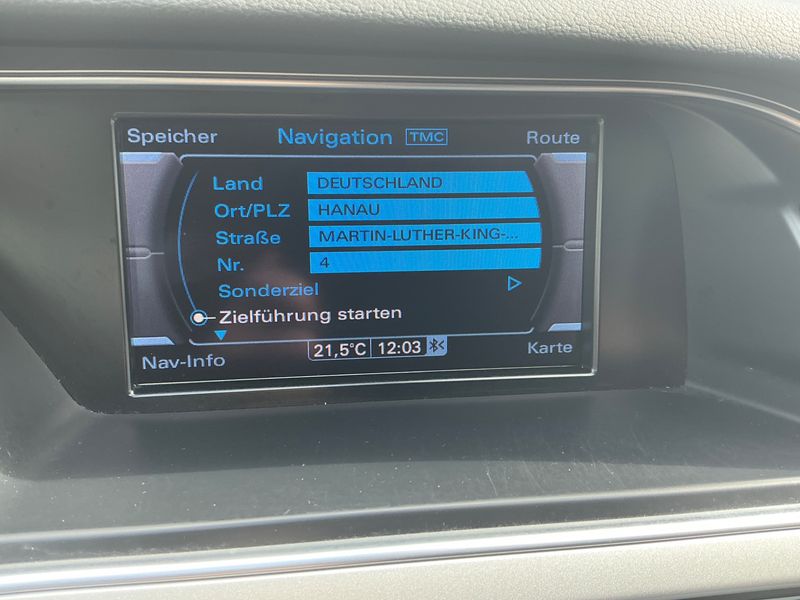 Speicher Navigation TMC Route
Land DEUTSCHLAND
Ort/PLZ HANAU
Straße MARTIN-LUTHER-KING-...
Nr. 4
Sonderziel
Zielführung starten
Nav-Info 21,5°C 12:03 Karte